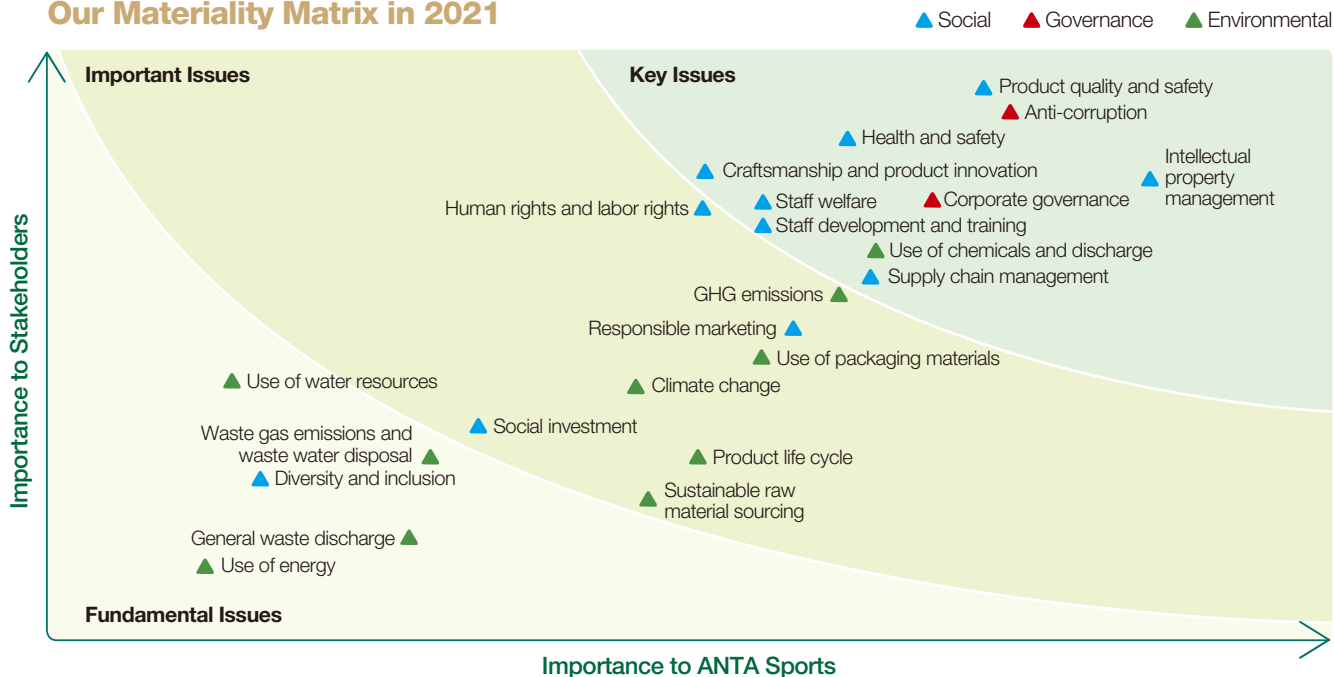 Our Materiality Matrix in 2021
Social
Governance
Environmental
Important Issues
Key Issues
Product quality and safety
Anti-corruption
Health and safety
Intellectual
property
management
Craftsmanship and product innovation
Staff welfare
Corporate governance
Human rights and labor rights
Staff development and training
Use of chemicals and discharge
Supply chain management
GHG emissions
Responsible marketing
Use of packaging materials
Use of water resources
Climate change
Social investment
Waste gas emissions and
waste water disposal
Product life cycle
Diversity and inclusion
Sustainable raw
material sourcing
General waste discharge
Use of energy
Fundamental Issues
Importance to Stakeholders
Importance to ANTA Sports